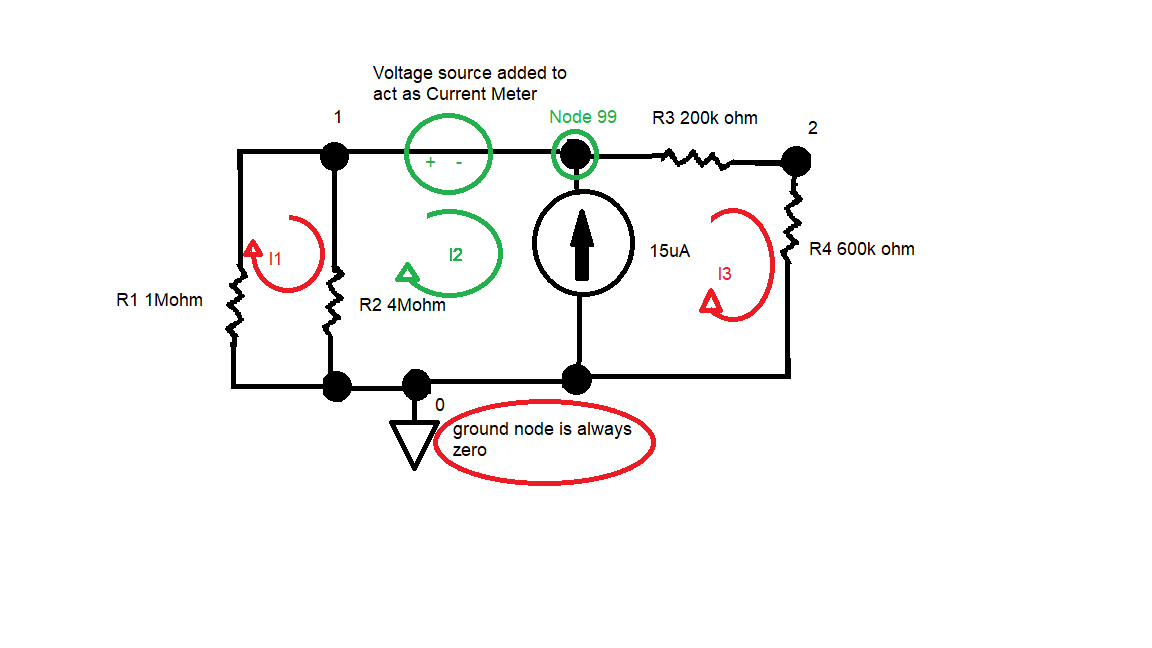 Voltage source added to
act as Current Meter
1
Node 99
R3 200k ohm
2
+ -
I1
I2
15uA
I3
R4 600k ohm
R1 1Mohm
R2 4Mohm
0
ground node is always
zero